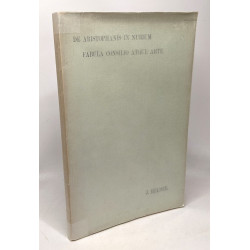 DE ARISTOPHANIS IN NUBIUM
FABULA CONSILIO ATQUE ARTE